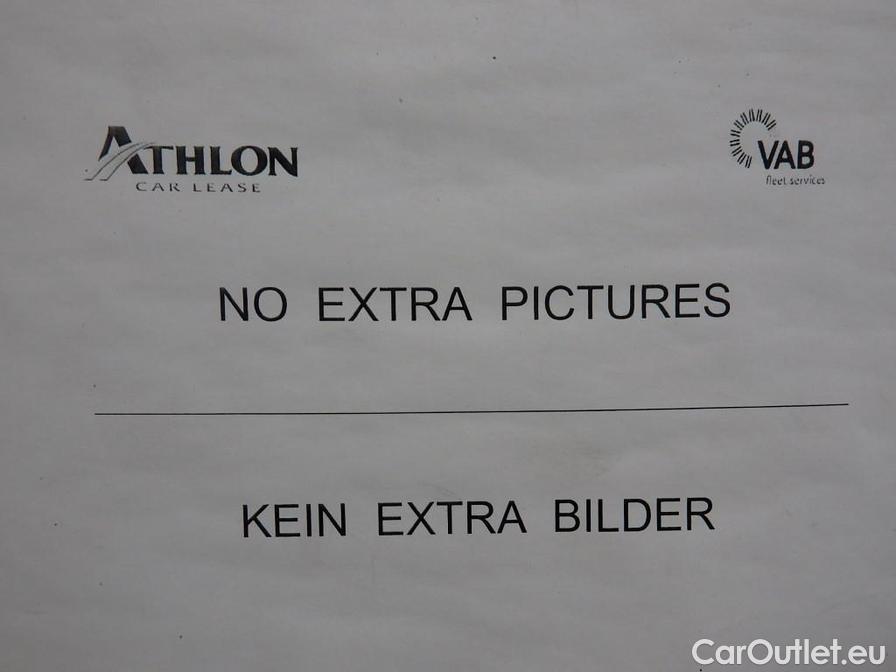 ATHLON
CAR LEASE
VAB
fleet services
NO EXTRA PICTURES
KEIN EXTRA BILDER
CarOutlet.eu